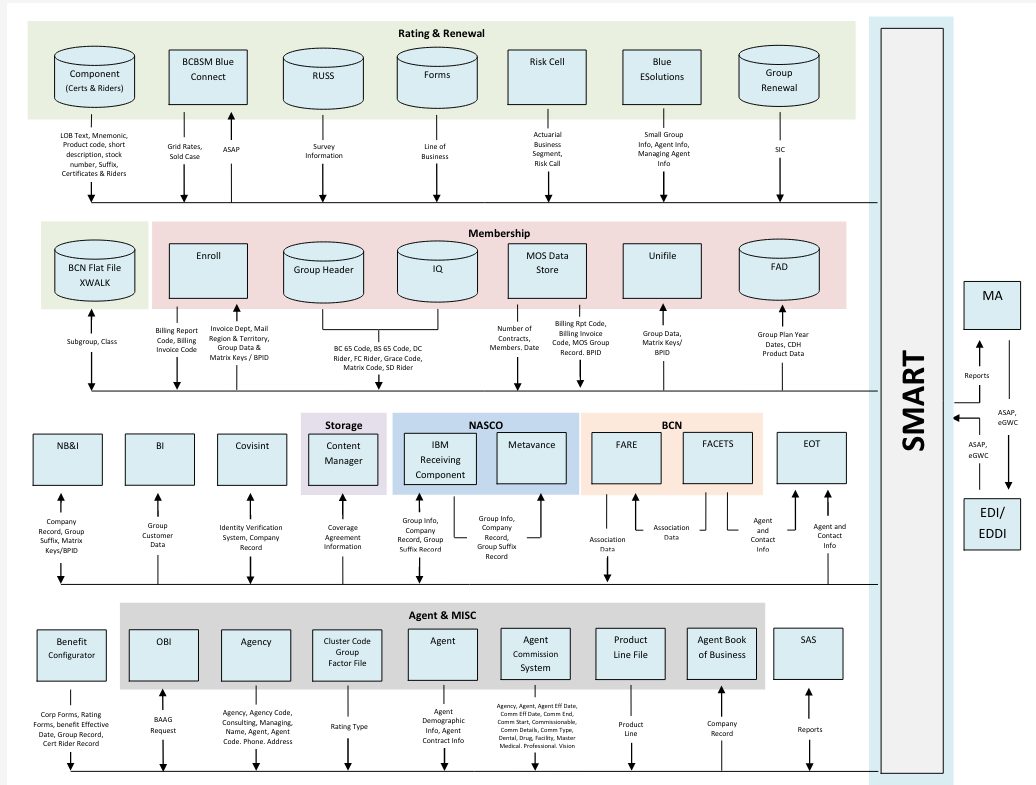 Rating & Renewal
Component
(Certs & Riders)
BCBSM Blue
Connect
RUSS
Forms
Risk Cell
Blue
ESolutions
Group
Renewal
LOB Text, Mnemonic,
Product code, short
description, stock
number, Suffix,
Certificates & Riders
Grid Rates,
Sold Case
ASAP
Survey
Information
Line of
Business
Actuarial
Business
Segment,
Risk Call
Small Group
Info, Agent Info,
Managing Agent
Info
SIC
Membership
BCN Flat File
XWALK
Enroll
Group Header
IQ
MOS Data
Store
Unifile
FAD
Subgroup, Class
Billing Report
Code, Billing
Invoice Code
Invoice Dept, Mail
Region & Territory,
Group Data &
Matrix Keys / BPID
BC 65 Code, BS 65 Code, DC
Rider, FC Rider, Grace Code,
Matrix Code, SD Rider
Number of
Contracts,
Members. Date
Billing Rpt Code,
Billing Invoice
Code, MOS Group
Record. BPID
Group Data,
Matrix Keys/
BPID
Group Plan Year
Dates, CDH
Product Data
SMART
MA
Reports
ASAP,
eGWC
ASAP,
eGWC
EDI/
EDDI
Storage
NASCO
BCN
NB&I
BI
Covisint
Content
Manager
IBM
Receiving
Component
Metavance
FARE
FACETS
EOT
Company
Record, Group
Suffix, Matrix
Keys/BPID
Group
Customer
Data
Identity Verification
System, Company
Record
Coverage
Agreement
Information
Group Info,
Company
Record, Group
Suffix Record
Group Info,
Company
Record,
Group Suffix
Record
Association
Data
Association
Data
Agent
and
Contact
Info
Agent and
Contact
Info
Agent & MISC
Benefit
Configurator
OBI
Agency
Cluster Code
Group
Factor File
Agent
Agent
Commission
System
Product
Line File
Agent Book
of Business
SAS
Corp Forms, Rating
Forms, benefit Effective
Date, Group Record,
Cert Rider Record
BAAG
Request
Agency, Agency Code,
Consulting, Managing,
Name, Agent, Agent
Code. Phone. Address
Rating Type
Agent
Demographic
Info, Agent
Contract Info
Agency, Agent, Agent Eff Date,
Comm Eff Date, Comm End,
Comm Start, Commissionable,
Comm Details, Comm Type,
Dental, Drug, Facility, Master
Medical. Professional. Vision
Product
Line
Company
Record
Reports